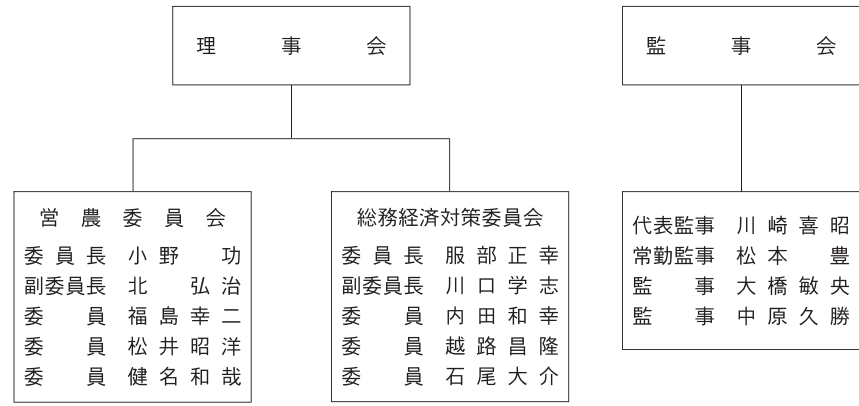 理事会
監事会
営農委員会
委員長 小野功
副委員長 北弘治
委員 福島幸二
委員 松井昭洋
委員 健名和哉
総務経済対策委員会
委員長 服部正幸
副委員長 川口学志
委員 内田和幸
委員 越路昌隆
委員 石尾大介
代表監事 川崎喜昭
常勤監事 松本豊
監事 大橋敏央
監事 中原久勝